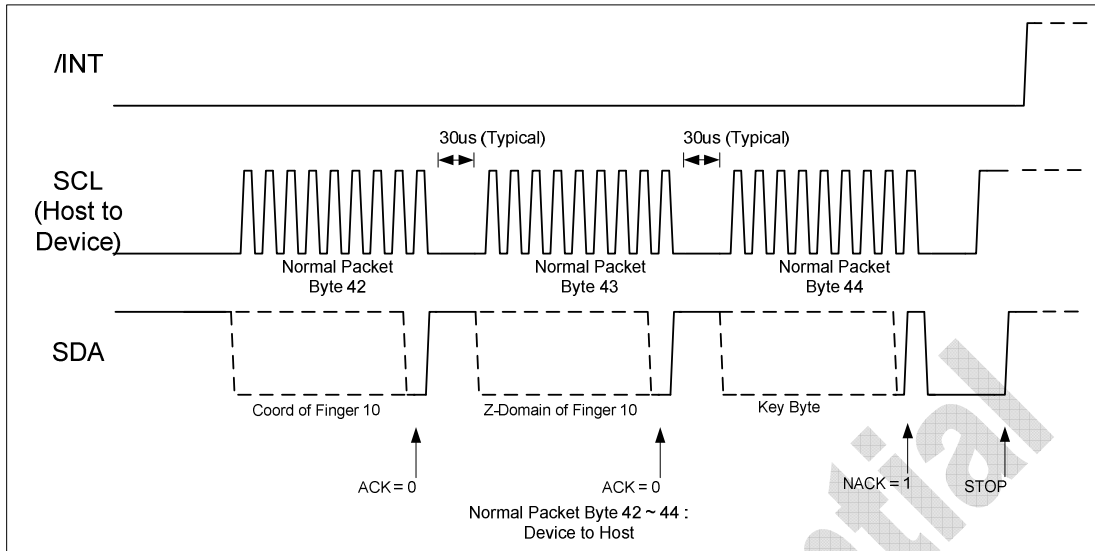 /INT
30us (Typical)
30us (Typical)
SCL
(Host to
Device)
Normal Packet
Byte 42
Normal Packet
Byte 43
Normal Packet
Byte 44
SDA
Coord of Finger 10
Z-Domain of Finger 10
Key Byte
ACK = 0
ACK = 0
NACK = 1
STOP
Normal Packet Byte 42 ~ 44 :
Device to Host
ntial